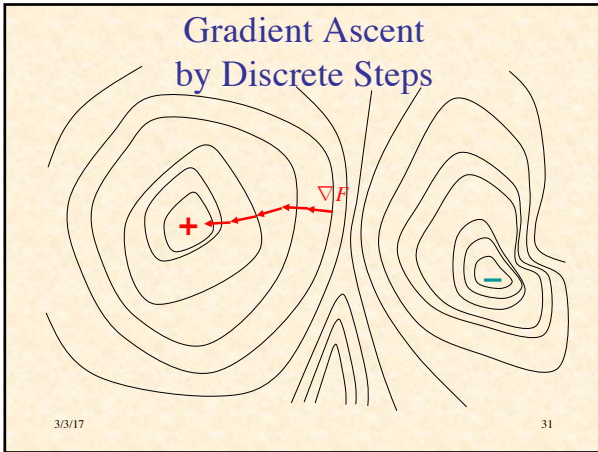 Gradient Ascent
by Discrete Steps
∇F
+
−
3/3/17
31